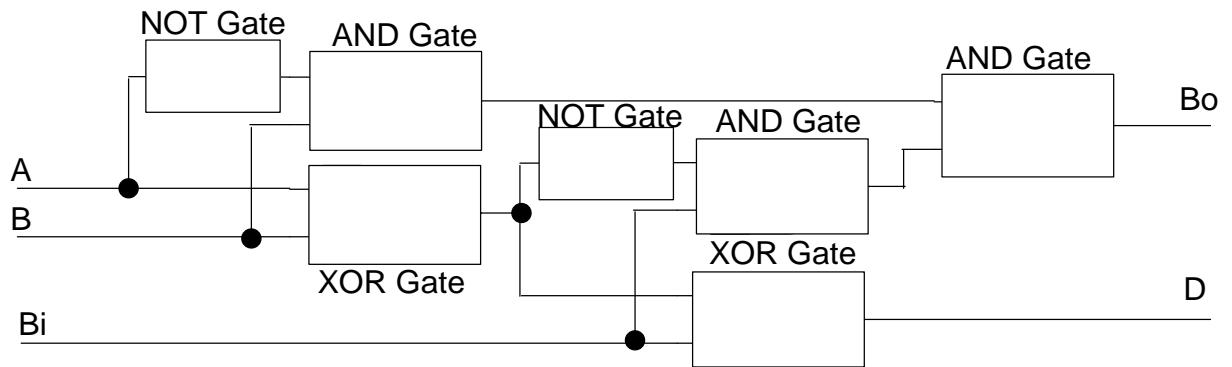 NOT Gate
AND Gate
AND Gate
Bo
NOT Gate
AND Gate
A
B
XOR Gate
XOR Gate
D
Bi